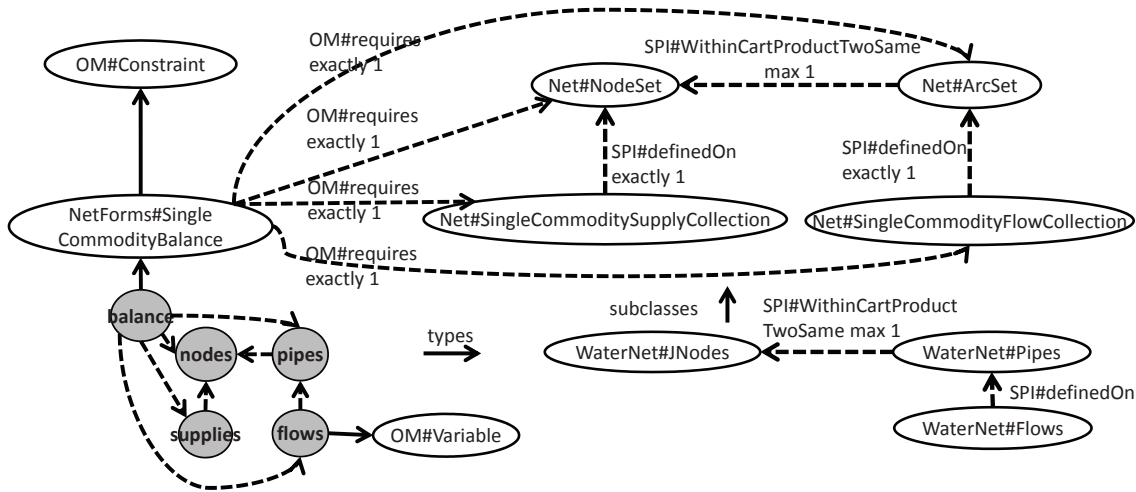 OM#requires
exactly 1
SPI#WithinCartProductTwoSame
max 1
OM#Constraint
Net#NodeSet
Net#ArcSet
OM#requires
exactly 1
SPI#definedOn
exactly 1
SPI#definedOn
exactly 1
OM#requires
exactly 1
NetForms#Single
CommodityBalance
Net#SingleCommoditySupplyCollection
Net#SingleCommodityFlowCollection
OM#requires
exactly 1
balance
subclasses
SPI#WithinCartProduct
TwoSame max 1
types
nodes
pipes
WaterNet#JNodes
WaterNet#Pipes
SPI#definedOn
supplies
flows
OM#Variable
WaterNet#Flows